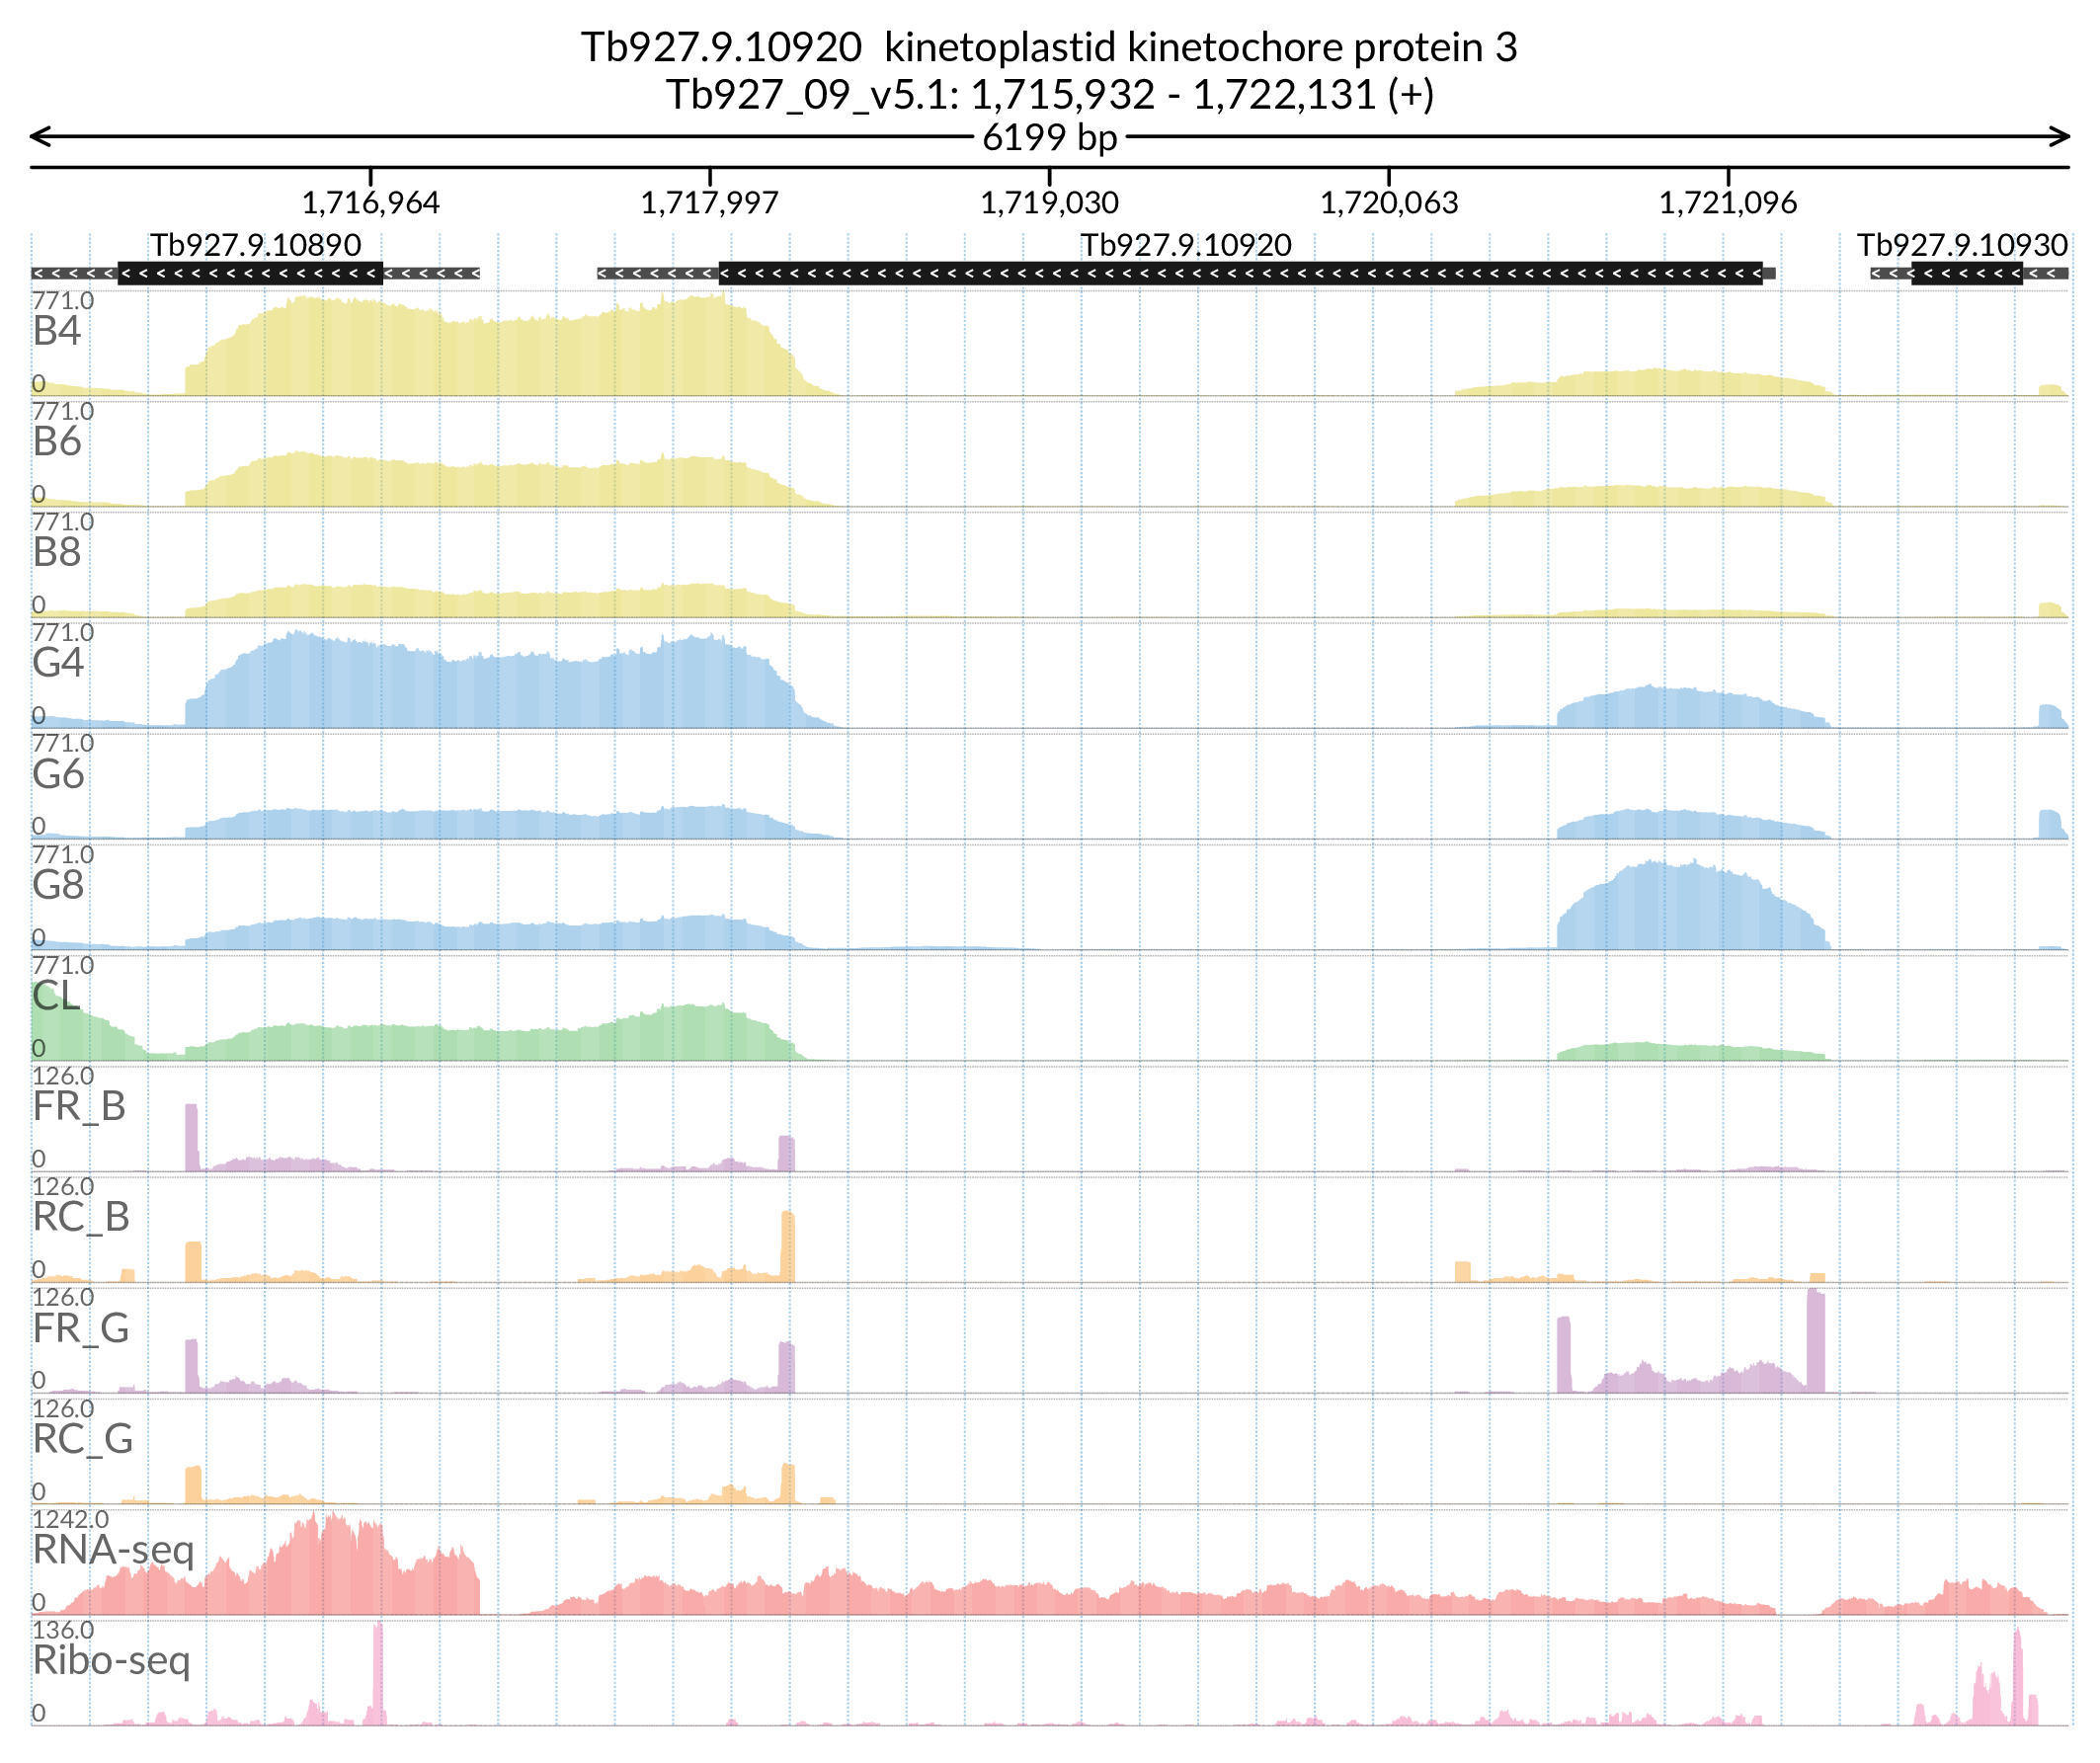 Tb927.9.10920 kinetoplastid kinetochore protein 3
Tb927_09_v5.1: 1,715,932 - 1,722,131 (+)
6199 bp
1,716,964 1,717,997 1,719,030 1,720,063 1,721,096
Tb927.9.10890 Tb927.9.10920 Tb927.9.10930
771.0
B4
0
771.0
B6
0
771.0
B8
0
771.0
G4
0
771.0
G6
0
771.0
G8
0
771.0
CL
0
126.0
FR_B
0
126.0
RC_B
0
126.0
FR_G
0
126.0
RC_G
0
1242.0
RNA-seq
0
136.0
Ribo-seq
0